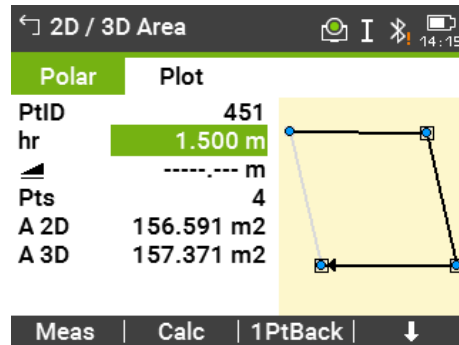 2D / 3D Area I 14:15
Polar Plot
PtID 451
hr 1.500 m
-----.--- m
Pts 4
A 2D 156.591 m2
A 3D 157.371 m2
Meas | Calc | 1PtBack |